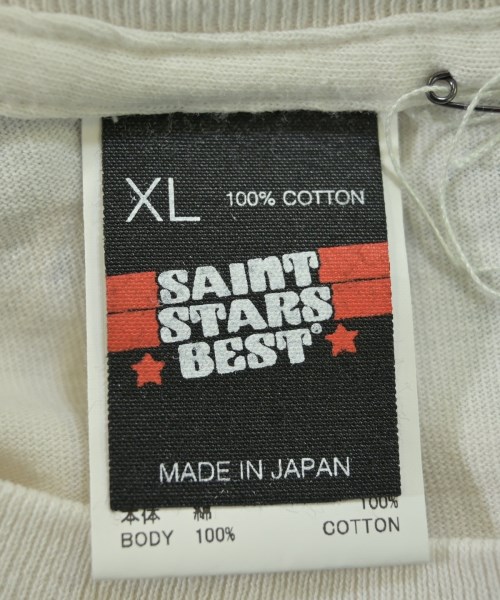 XL 100% COTTON
SAINT
STARS
BEST®
MADE IN JAPAN
本体 綿 100%
BODY 100% COTTON